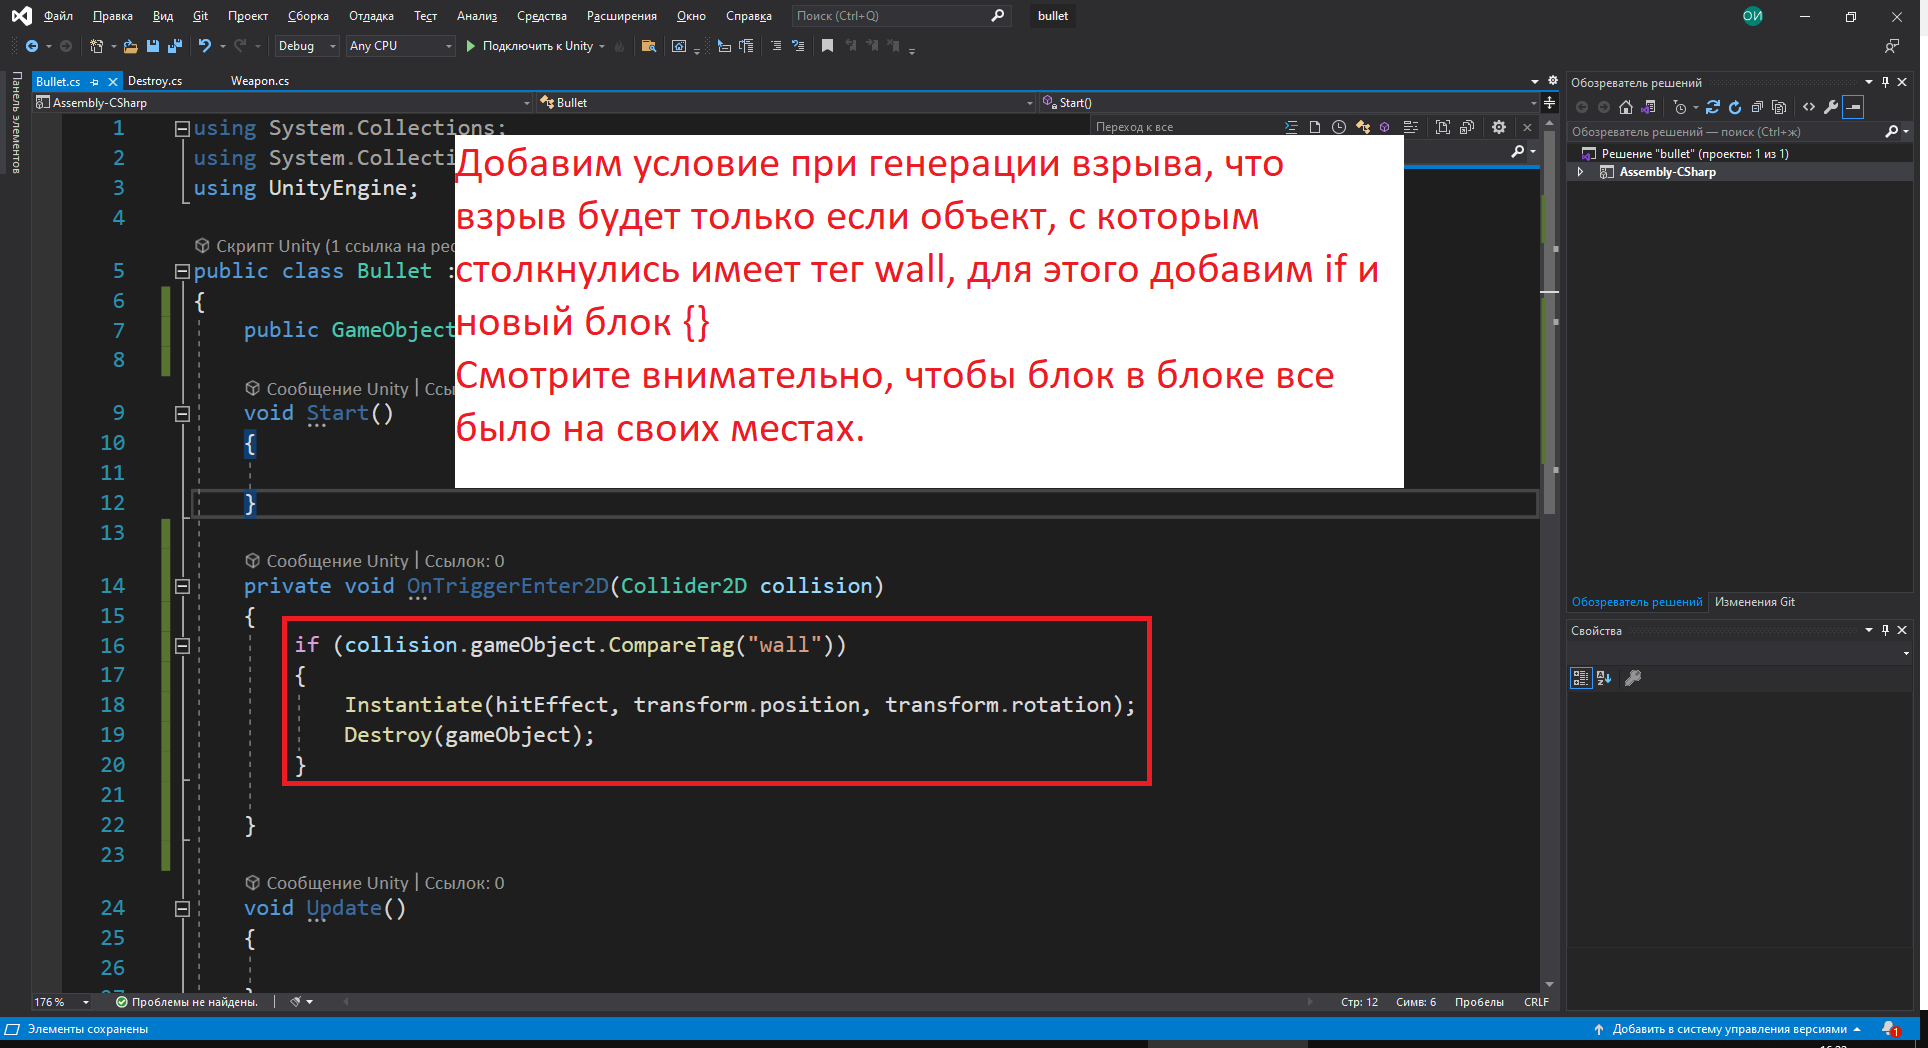 Файл Правка Вид Git Проект Сборка Отладка Тест Анализ Средства Расширения Окно Справка Поиск (Ctrl+Q) bullet ОИ
Debug Any CPU Подключить к Unity
Панель элементов
Bullet.cs Destroy.cs Weapon.cs
Assembly-CSharp Bullet Start()
Переход к все
1 using System.Collections;
2 using System.Collecti
3 using UnityEngine;
4
Скрипт Unity (1 ссылка на рес
5 public class Bullet :
6 {
7 public GameObject
8
Сообщение Unity | Ссы
9 void Start()
10 {
11
12 }
13
Добавим условие при генерации взрыва, что
взрыв будет только если объект, с которым
столкнулись имеет тег wall, для этого добавим if и
новый блок {}
Смотрите внимательно, чтобы блок в блоке все
было на своих местах.
Сообщение Unity | Ссылок: 0
14 private void OnTriggerEnter2D(Collider2D collision)
15 {
16 if (collision.gameObject.CompareTag("wall"))
17 {
18 Instantiate(hitEffect, transform.position, transform.rotation);
19 Destroy(gameObject);
20 }
21
22 }
23
Сообщение Unity | Ссылок: 0
24 void Update()
25 {
26
176 % Проблемы не найдены. Стр: 12 Симв: 6 Пробелы CRLF
Обозреватель решений
Обозреватель решений — поиск (Ctrl+ж)
Решение "bullet" (проекты: 1 из 1)
Assembly-CSharp
Обозреватель решений Изменения Git
Свойства
Элементы сохранены Добавить в систему управления версиями 1